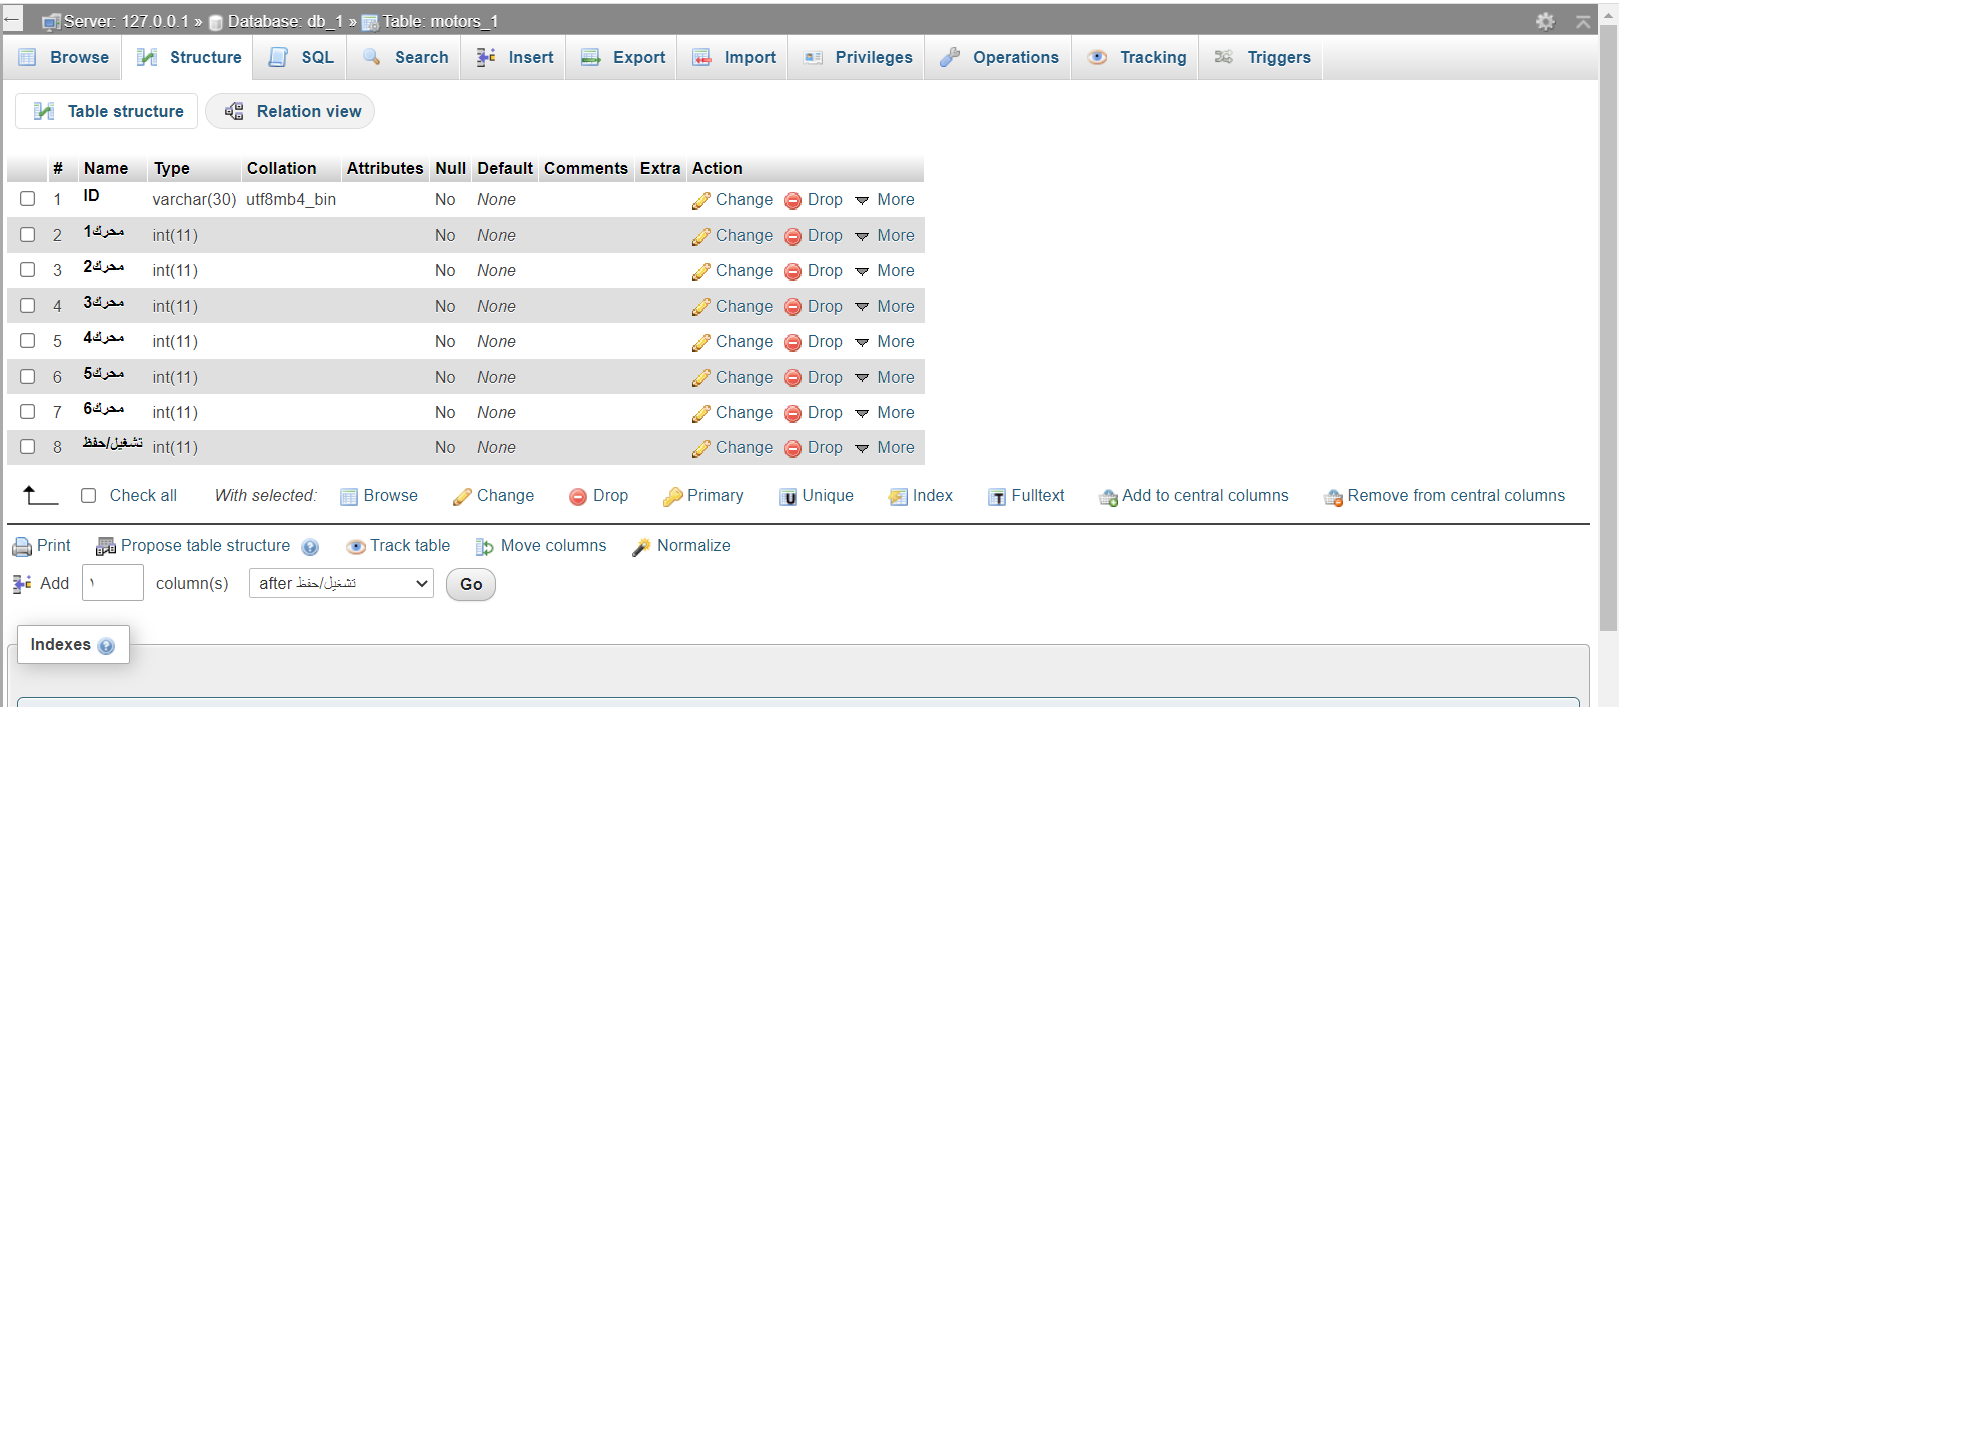 Server: 127.0.0.1 » Database: db_1 » Table: motors_1
Browse Structure SQL Search Insert Export Import Privileges Operations Tracking Triggers
Table structure Relation view
# Name Type Collation Attributes Null Default Comments Extra Action
1 ID varchar(30) utf8mb4_bin No None Change Drop More
2 محرك1 int(11) No None Change Drop More
3 محرك2 int(11) No None Change Drop More
4 محرك3 int(11) No None Change Drop More
5 محرك4 int(11) No None Change Drop More
6 محرك5 int(11) No None Change Drop More
7 محرك6 int(11) No None Change Drop More
8 تشغيل/حفظ int(11) No None Change Drop More
Check all With selected: Browse Change Drop Primary Unique Index Fulltext Add to central columns Remove from central columns
Print Propose table structure Track table Move columns Normalize
Add ١ column(s) after تشغيل/حفظ Go
Indexes